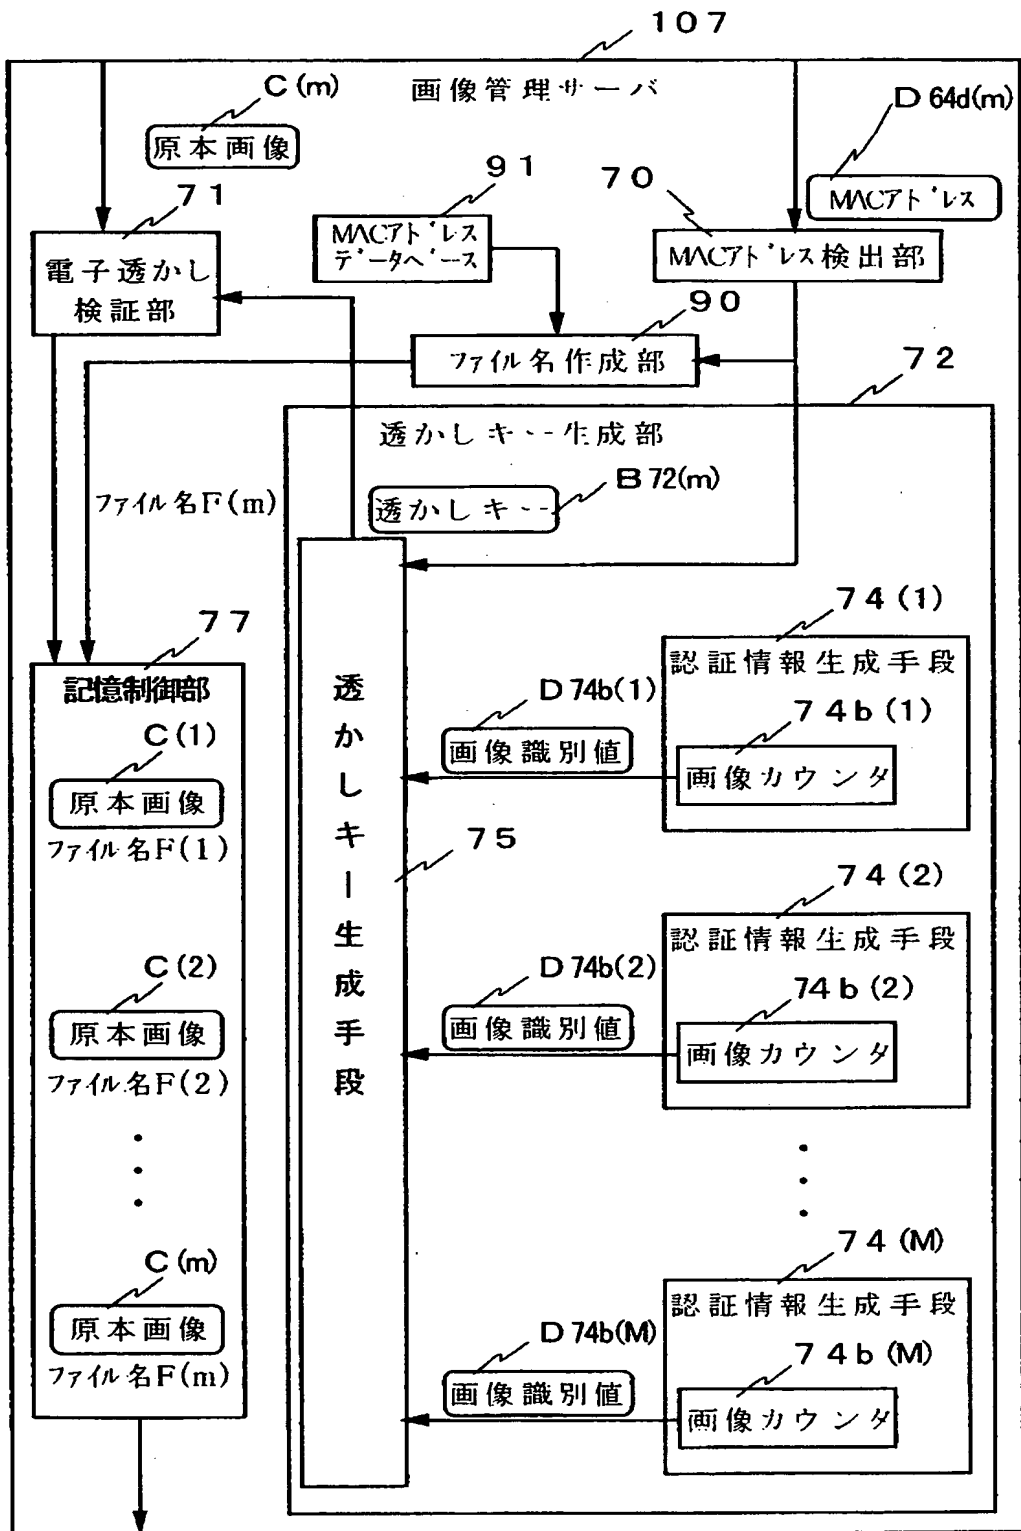 107
画像管理サーバ
C(m)
原本画像
D 64d(m)
MACアドレス
71
電子透かし
検証部
91
MACアドレス
データベース
70
MACアドレス検出部
90
ファイル名作成部
72
透かしキー生成部
B 72(m)
透かしキー
ファイル名F(m)
77
記憶制御部
C(1)
原本画像
ファイル名F(1)
C(2)
原本画像
ファイル名F(2)
C(m)
原本画像
ファイル名F(m)
透かしキー生成手段
75
D 74b(1)
画像識別値
74(1)
認証情報生成手段
74b(1)
画像カウンタ
D 74b(2)
画像識別値
74(2)
認証情報生成手段
74b(2)
画像カウンタ
D 74b(M)
画像識別値
74(M)
認証情報生成手段
74b(M)
画像カウンタ